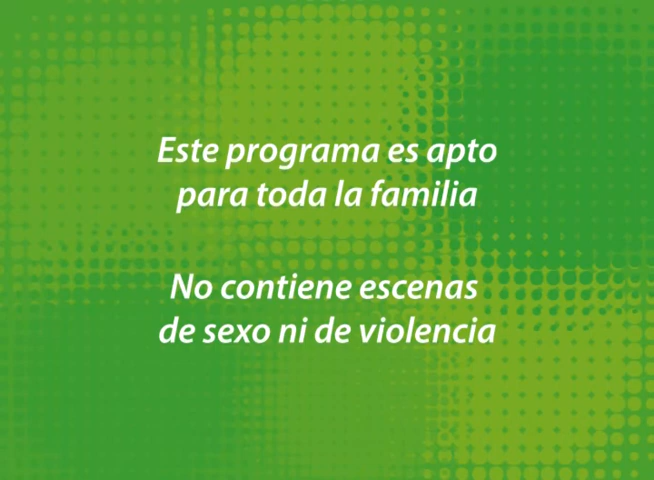 Este programa es apto
para toda la familia
No contiene escenas
de sexo ni de violencia